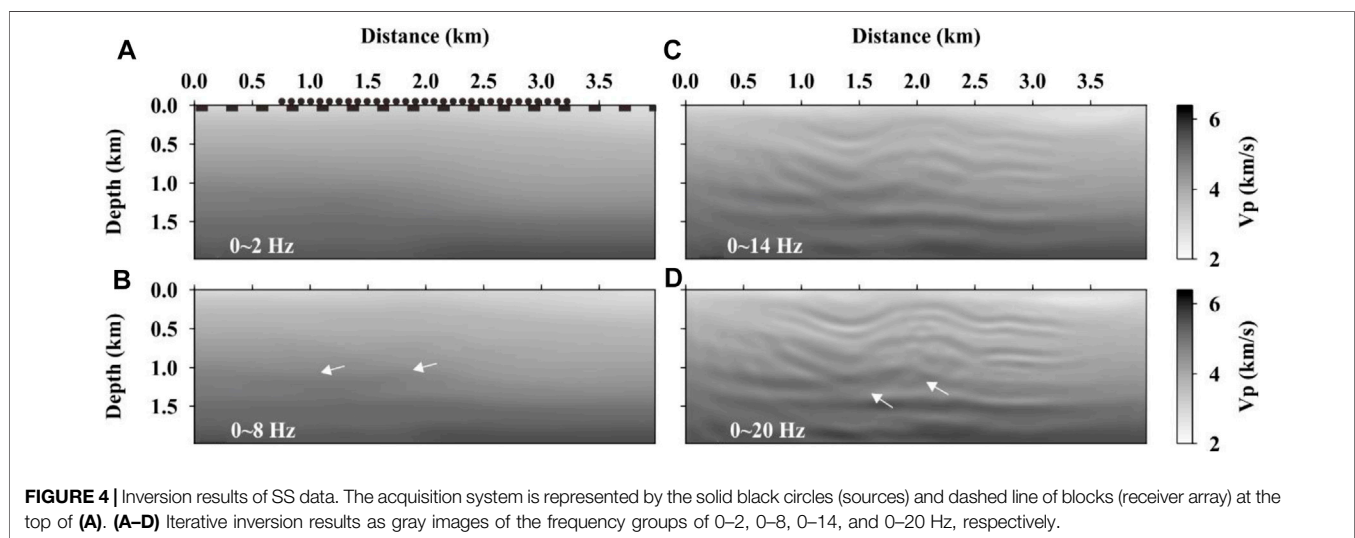 Distance (km)
Distance (km)
A
C
0.0 0.5 1.0 1.5 2.0 2.5 3.0 3.5
0.0 0.5 1.0 1.5 2.0 2.5 3.0 3.5
0.0
0.5
1.0
1.5
Depth (km)
0~2 Hz
0~14 Hz
6
4
2
Vp (km/s)
B
D
0.0
0.5
1.0
1.5
Depth (km)
0~8 Hz
0~20 Hz
6
4
2
Vp (km/s)
FIGURE 4 | Inversion results of SS data. The acquisition system is represented by the solid black circles (sources) and dashed line of blocks (receiver array) at the
top of (A). (A–D) Iterative inversion results as gray images of the frequency groups of 0–2, 0–8, 0–14, and 0–20 Hz, respectively.